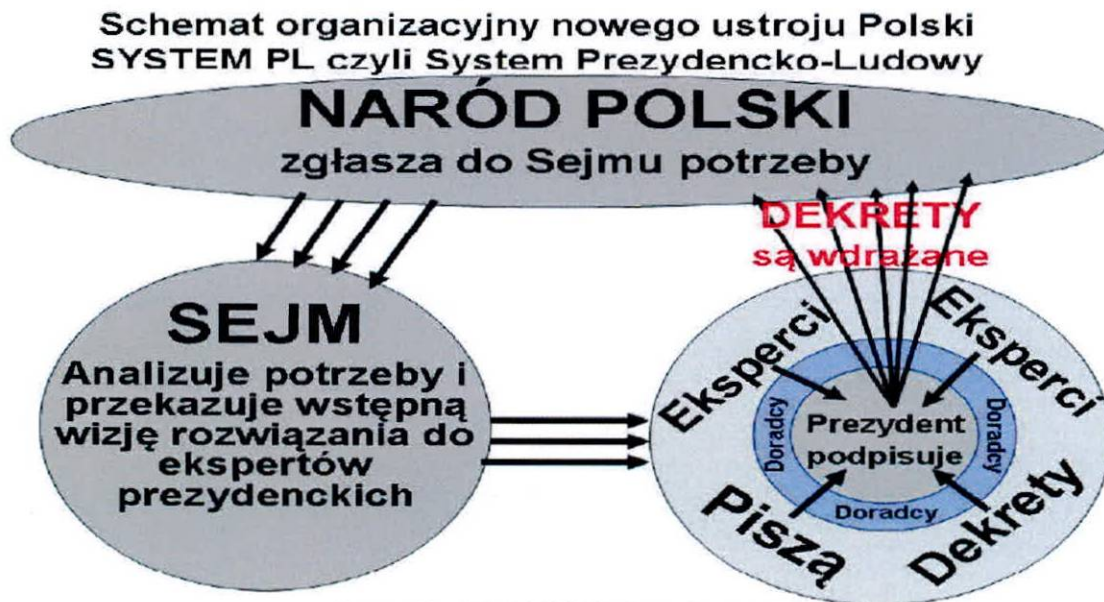 Schemat organizacyjny nowego ustroju Polski
SYSTEM PL czyli System Prezydencko-Ludowy
NARÓD POLSKI
zgłasza do Sejmu potrzeby
DEKRETY
są wdrażane
SEJM
Analizuje potrzeby i
przekazuje wstępną
wizję rozwiązania do
ekspertów
prezydenckich
Eksperci
Eksperci
Doradcy
Prezydent
podpisuje
Doradcy
Doradcy
Piszą
Dekrety